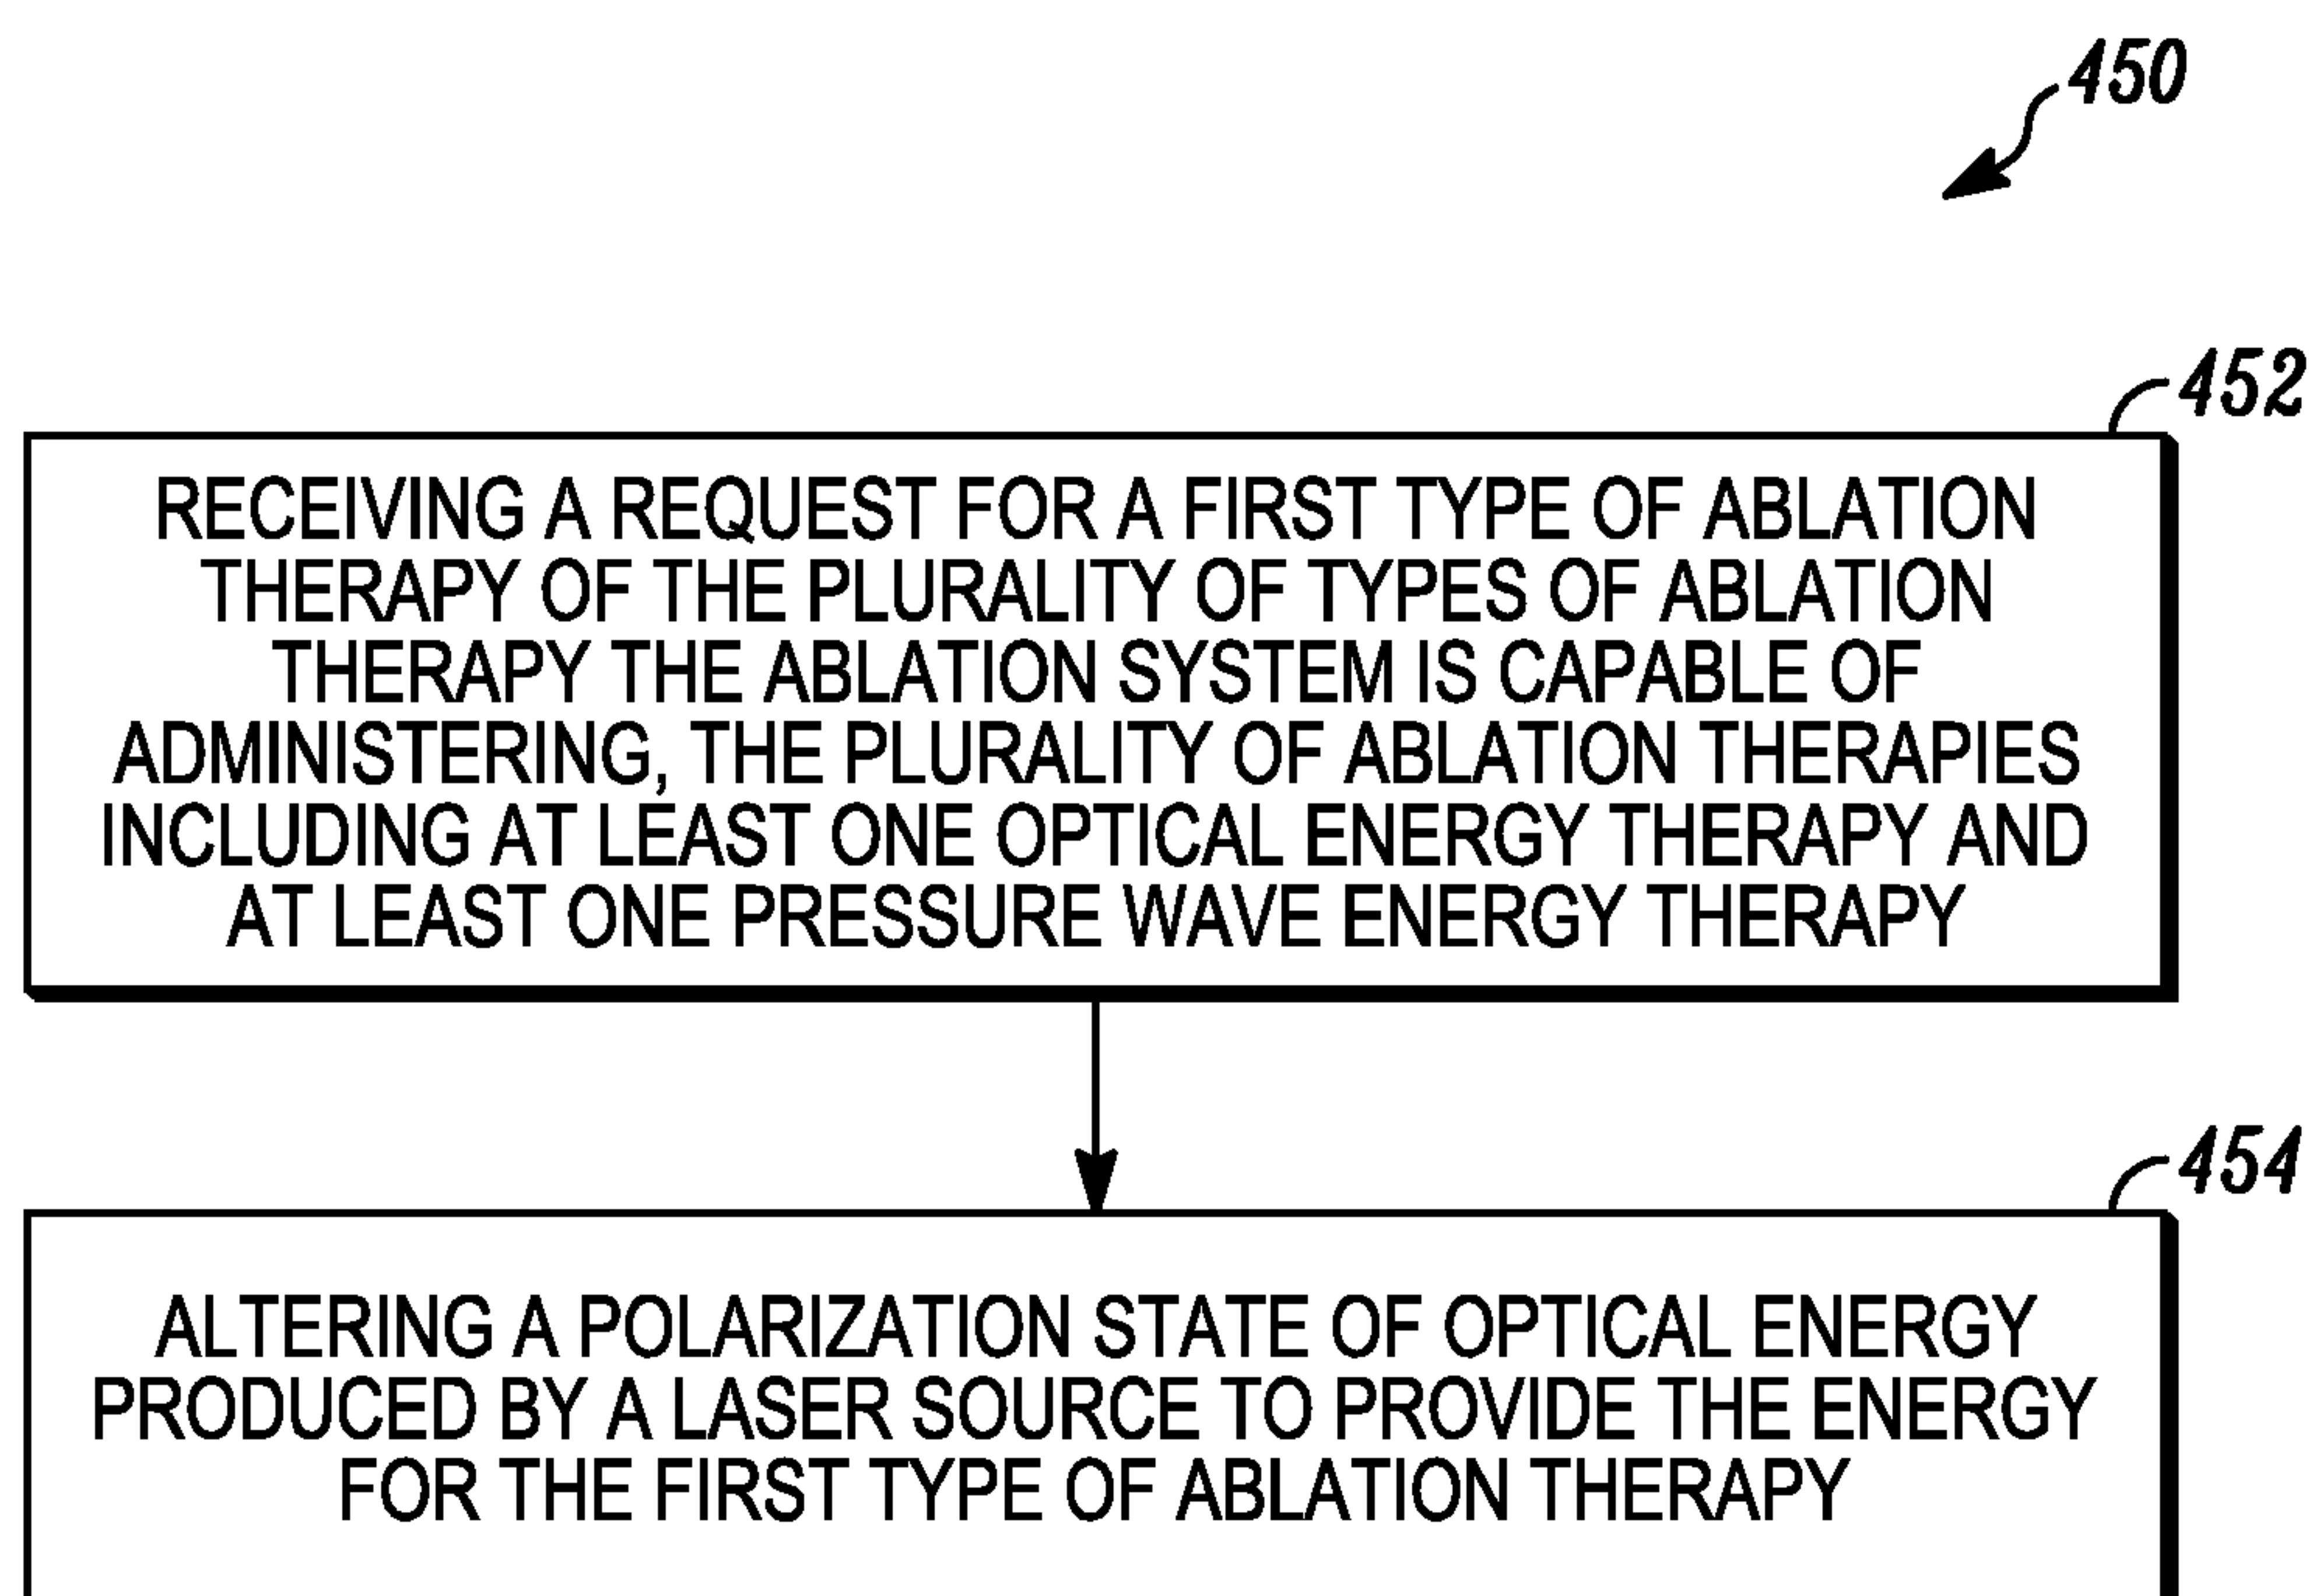 450
452
RECEIVING A REQUEST FOR A FIRST TYPE OF ABLATION
THERAPY OF THE PLURALITY OF TYPES OF ABLATION
THERAPY THE ABLATION SYSTEM IS CAPABLE OF
ADMINISTERING, THE PLURALITY OF ABLATION THERAPIES
INCLUDING AT LEAST ONE OPTICAL ENERGY THERAPY AND
AT LEAST ONE PRESSURE WAVE ENERGY THERAPY
454
ALTERING A POLARIZATION STATE OF OPTICAL ENERGY
PRODUCED BY A LASER SOURCE TO PROVIDE THE ENERGY
FOR THE FIRST TYPE OF ABLATION THERAPY